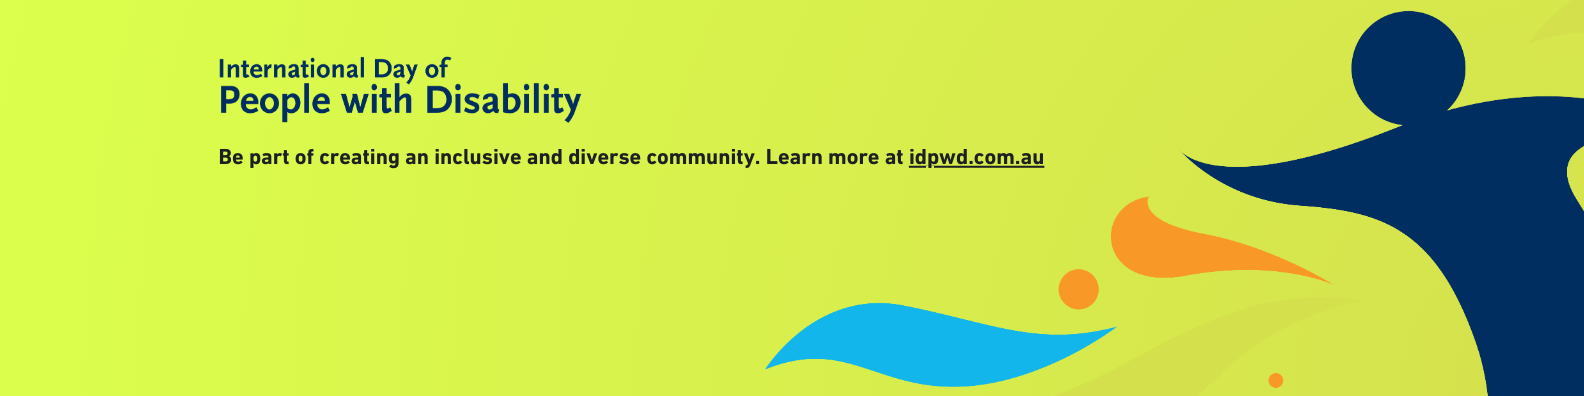 International Day of
People with Disability
Be part of creating an inclusive and diverse community. Learn more at idpwd.com.au